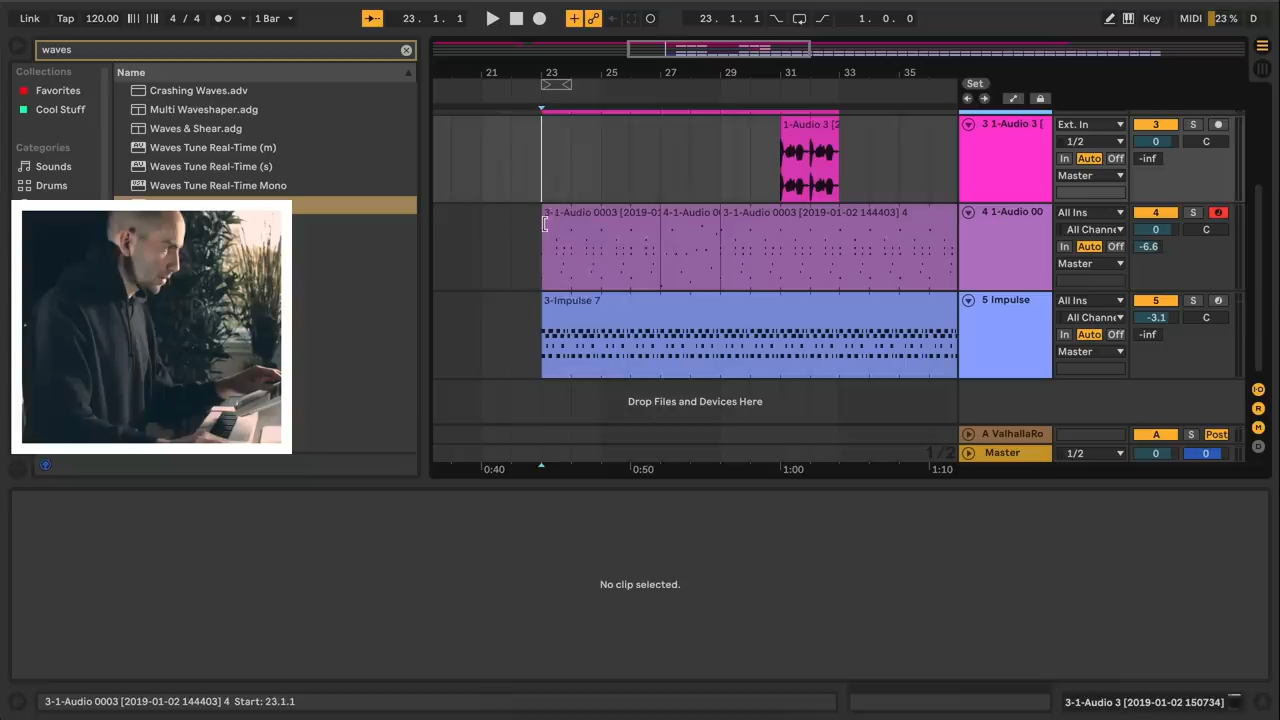 Link Tap 120.00 4 / 4 1 Bar 23. 1. 1 23. 1. 1 1. 0. 0 Key MIDI 23 % D
waves
Collections
Favorites
Cool Stuff
Categories
Sounds
Drums
Name
Crashing Waves.adv
Multi Waveshaper.adg
Waves & Shear.adg
Waves Tune Real-Time (m)
Waves Tune Real-Time (s)
Waves Tune Real-Time Mono
21 23 25 27 29 31 33 35
Set
1-Audio 3 [2
3 1-Audio 3 [ Ext. In 3 S
1/2 0 C
In Auto Off -inf
Master
3-1-Audio 0003 [2019-01- 4-1-Audio 0 3-1-Audio 0003 [2019-01-02 144403] 4
4 1-Audio 00 All Ins 4 S
All Channe 0 C
In Auto Off -6.6
Master
3-Impulse 7
5 Impulse All Ins 5 S
All Channe -3.1 C
In Auto Off -inf
Master
Drop Files and Devices Here
A ValhallaRo A S Post
1/2
Master 1/2 0 0
0:40 0:50 1:00 1:10
I·O
R
M
D
No clip selected.
3-1-Audio 0003 [2019-01-02 144403] 4 Start: 23.1.1
3-1-Audio 3 [2019-01-02 150734]